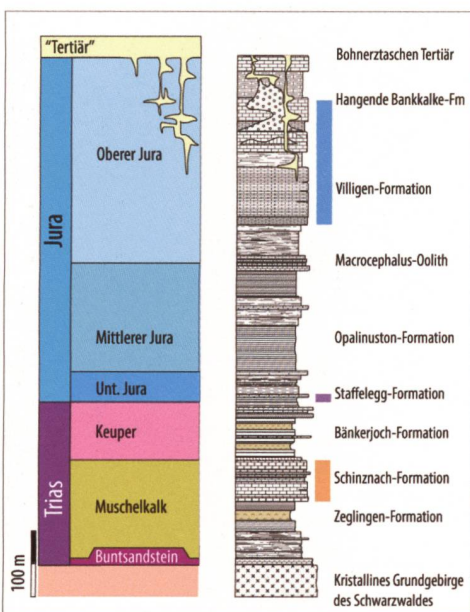 "Tertiär"
Jura
Oberer Jura
Mittlerer Jura
Unt. Jura
Trias
Keuper
Muschelkalk
Buntsandstein
100 m
Bohnerztaschen Tertiär
Hangende Bankkalke-Fm
Villigen-Formation
Macrocephalus-Oolith
Opalinuston-Formation
Staffelegg-Formation
Bänkerjoch-Formation
Schinznach-Formation
Zeglingen-Formation
Kristallines Grundgebirge
des Schwarzwaldes